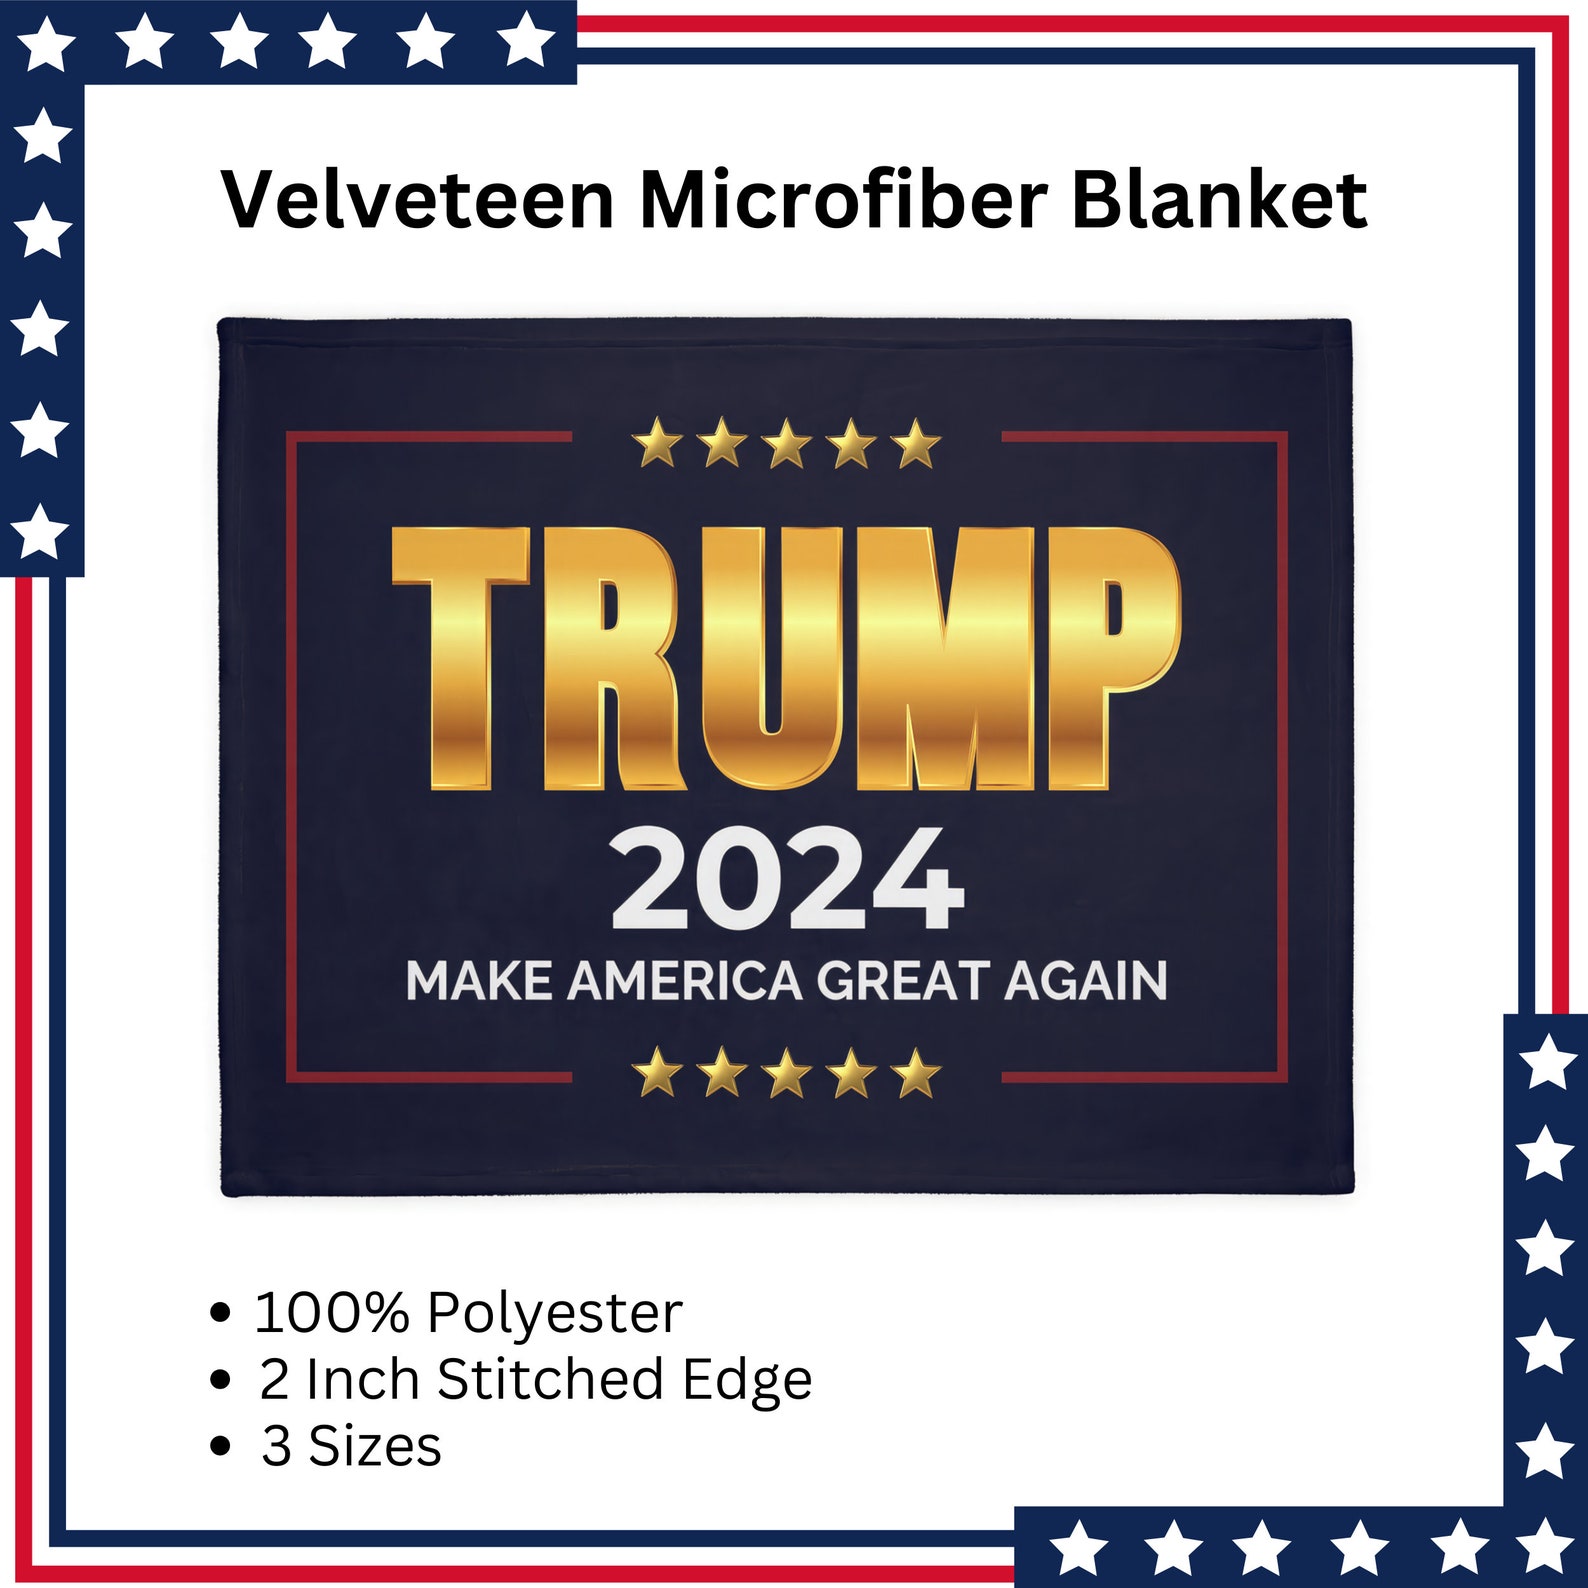 Velveteen Microfiber Blanket
TRUMP
2024
MAKE AMERICA GREAT AGAIN
• 100% Polyester
• 2 Inch Stitched Edge
• 3 Sizes